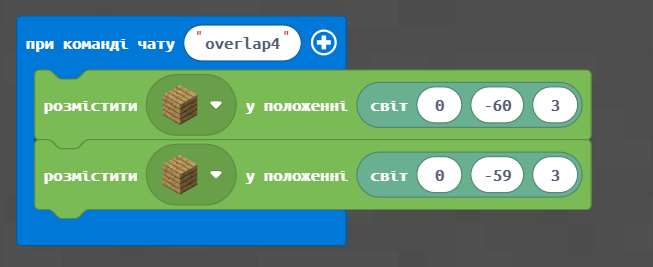 при команді чату "overlap4"
розмістити у положенні світ 0 -60 3
розмістити у положенні світ 0 -59 3